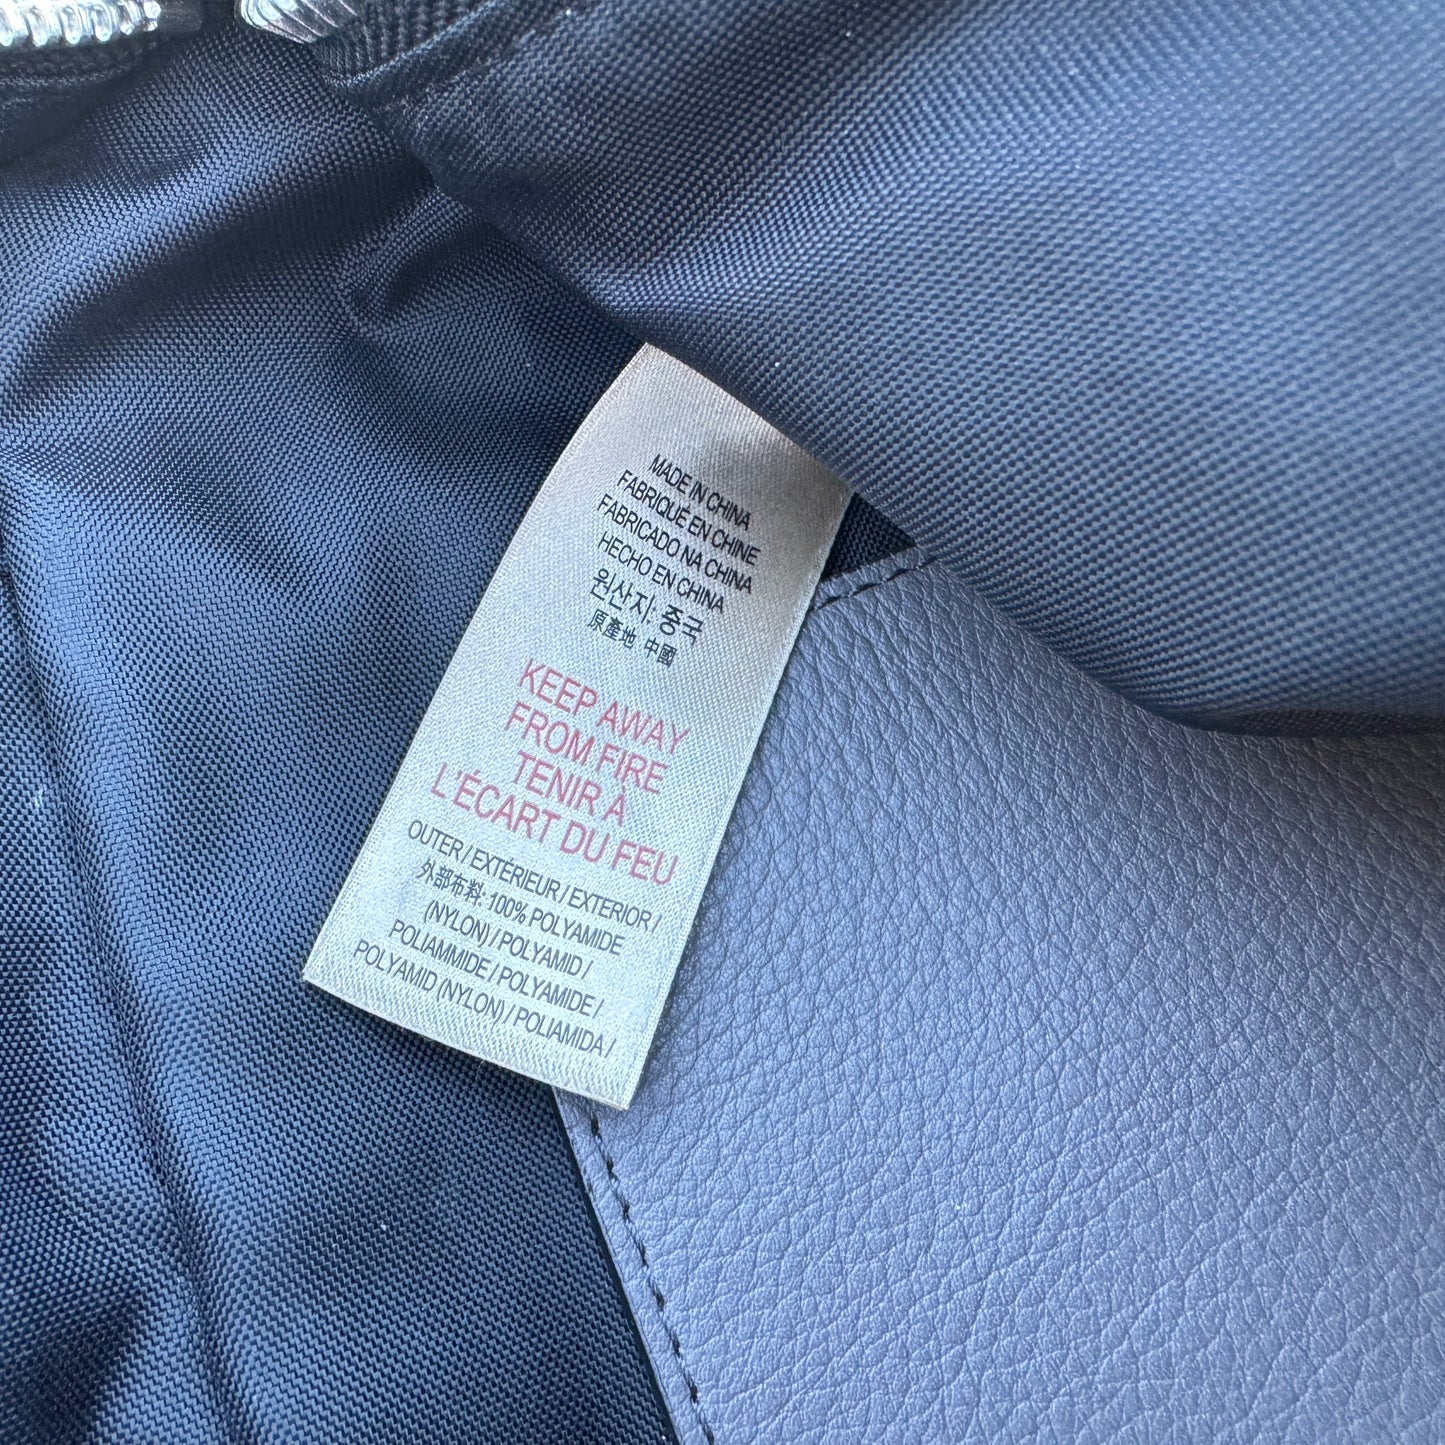 MADE IN CHINA
FABRIQUÉ EN CHINE
FABRICADO NA CHINA
HECHO EN CHINA
원산지: 중국
原產地 中國
KEEP AWAY
FROM FIRE
TENIR À
L'ÉCART DU FEU
OUTER / EXTÉRIEUR / EXTERIOR /
外部布料: 100% POLYAMIDE
(NYLON) / POLYAMID /
POLIAMMIDE / POLYAMIDE /
POLYAMID (NYLON) / POLIAMIDA /